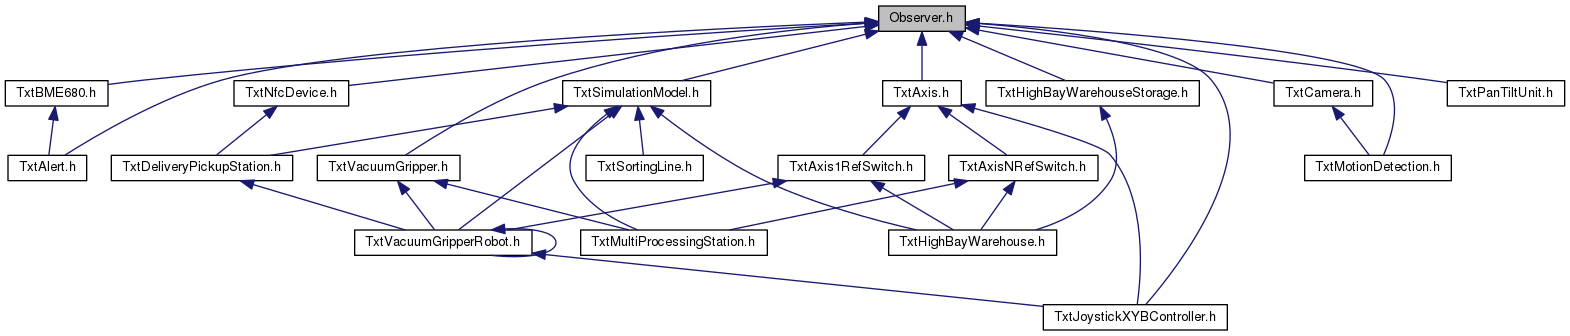 Observer.h
TxtBME680.h
TxtNfcDevice.h
TxtSimulationModel.h
TxtAxis.h
TxtHighBayWarehouseStorage.h
TxtCamera.h
TxtPanTiltUnit.h
TxtAlert.h
TxtDeliveryPickupStation.h
TxtVacuumGripper.h
TxtSortingLine.h
TxtAxis1RefSwitch.h
TxtAxisNRefSwitch.h
TxtMotionDetection.h
TxtVacuumGripperRobot.h
TxtMultiProcessingStation.h
TxtHighBayWarehouse.h
TxtJoystickXYBController.h